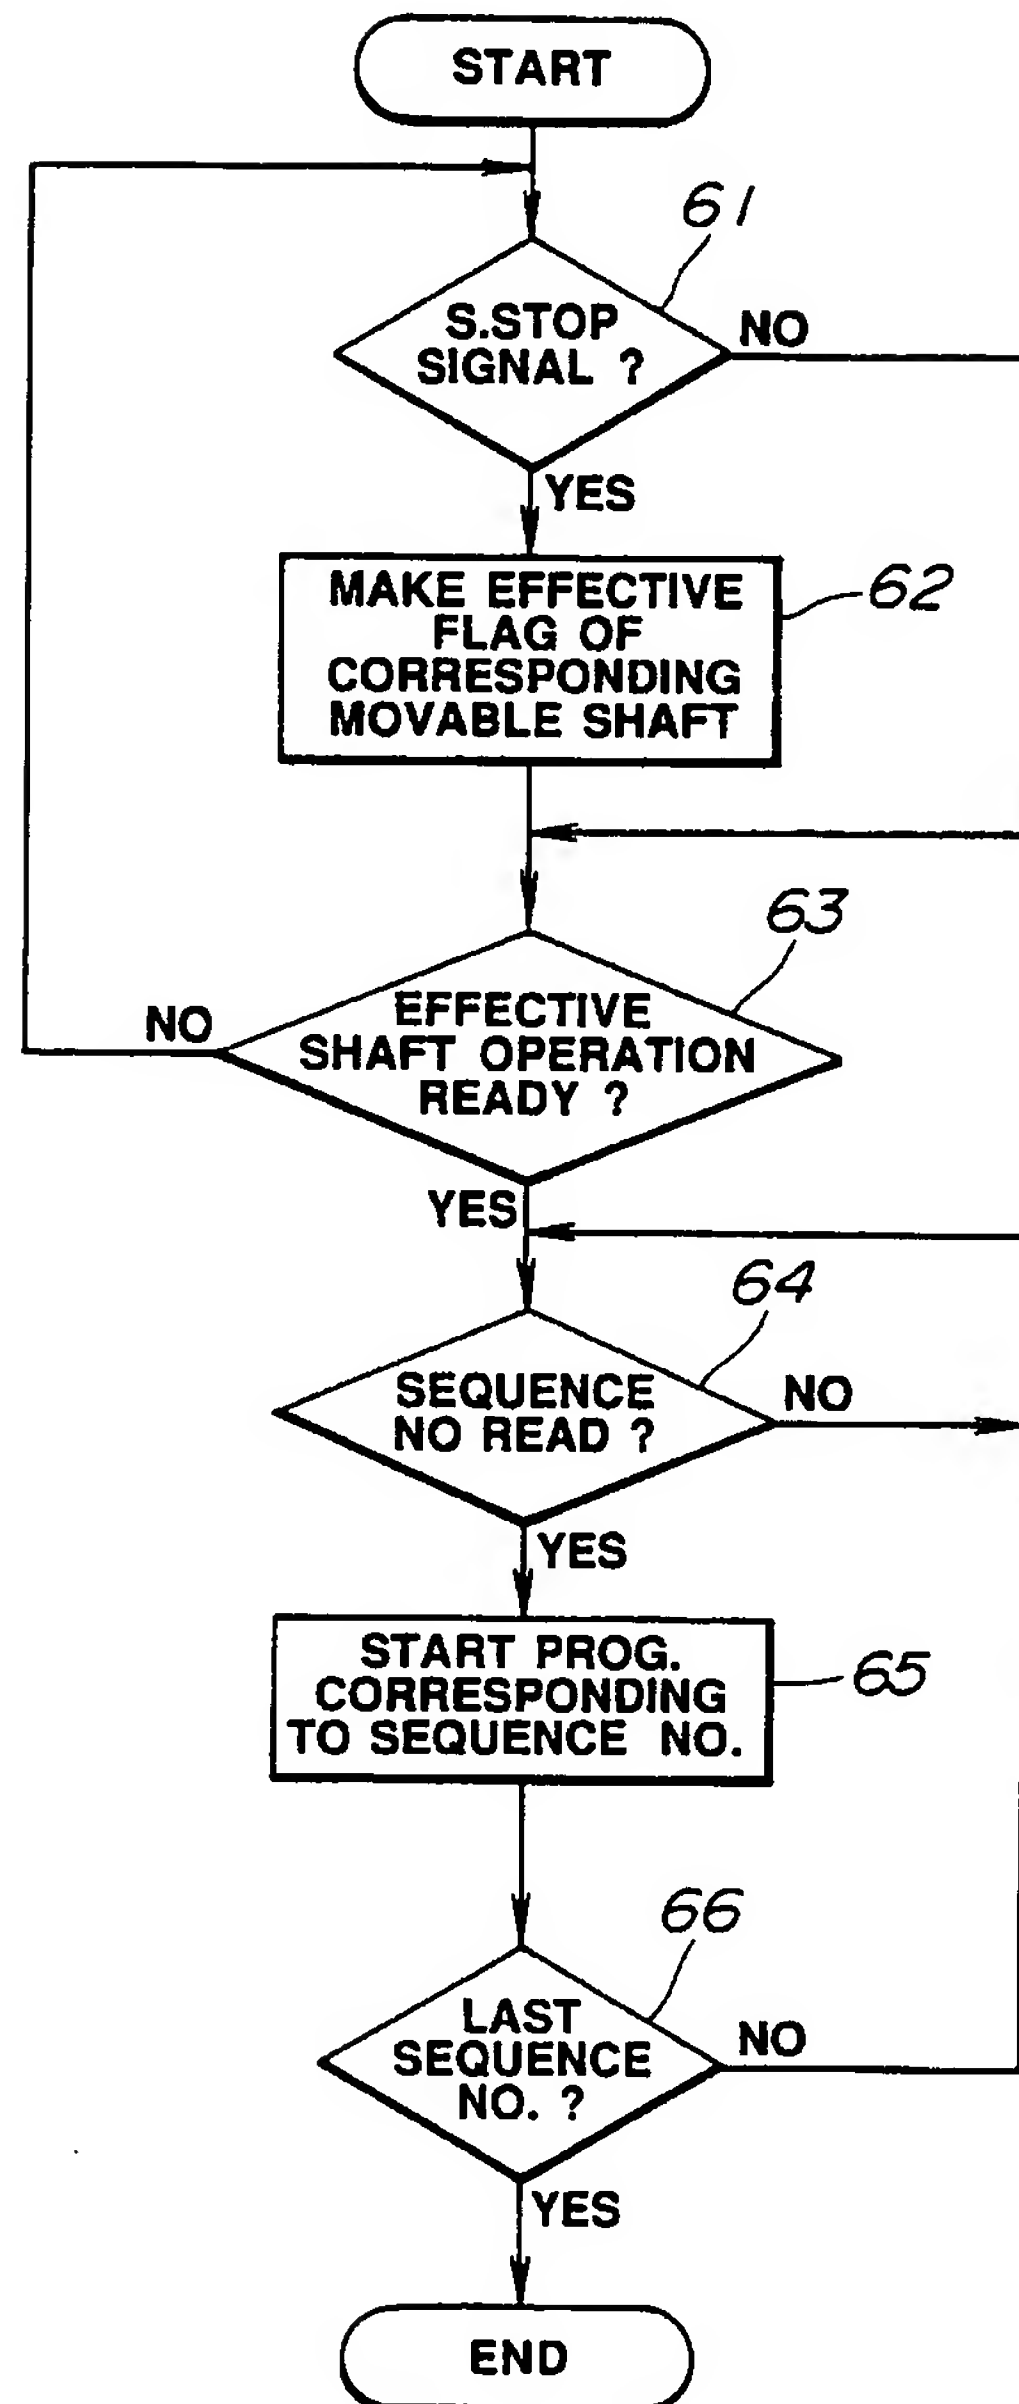 START
61
S.STOP
SIGNAL ?
NO
YES
MAKE EFFECTIVE
FLAG OF
CORRESPONDING
MOVABLE SHAFT
62
63
EFFECTIVE
SHAFT OPERATION
READY ?
NO
YES
64
SEQUENCE
NO READ ?
NO
YES
START PROG.
CORRESPONDING
TO SEQUENCE NO.
65
66
LAST
SEQUENCE
NO. ?
NO
YES
END